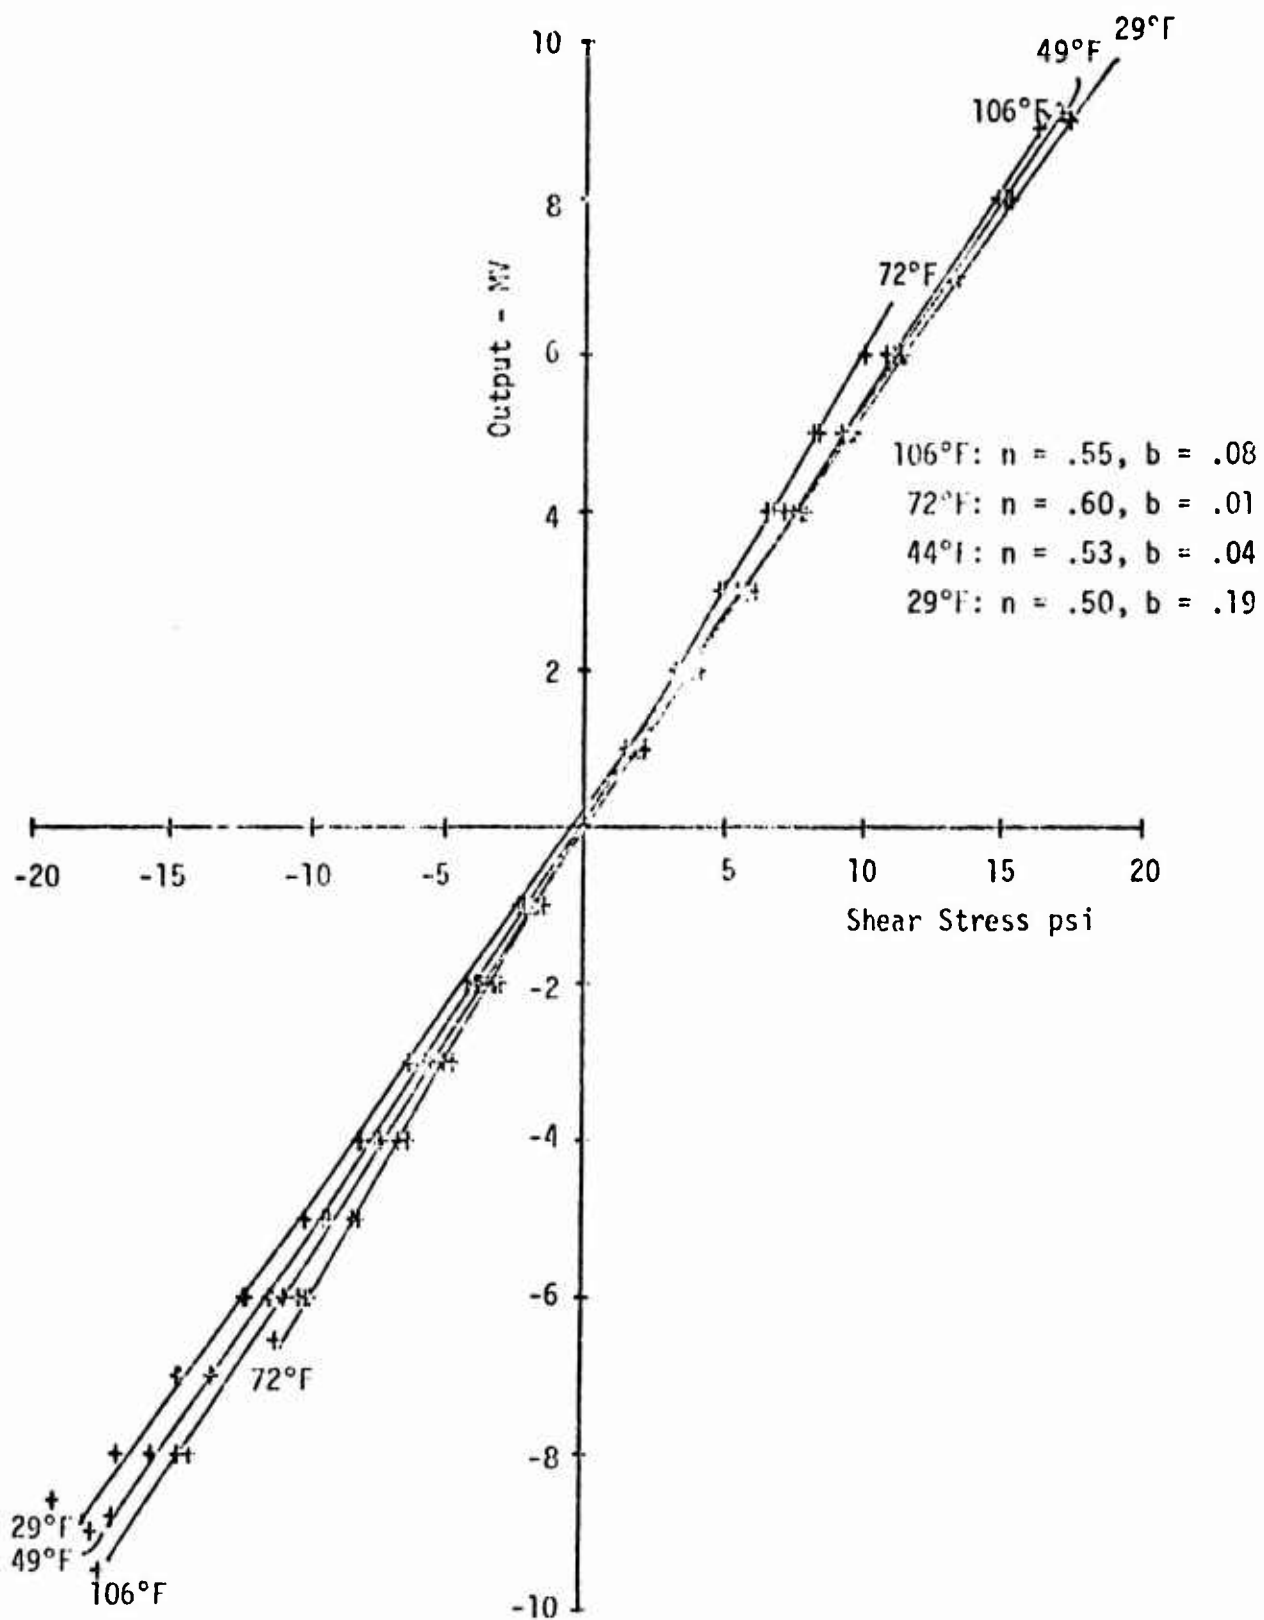 29°F
49°F
10
106°F
8
72°F
Output - MV
6
106°F: n = .55, b = .08
4
72°F: n = .60, b = .01
44°F: n = .53, b = .04
29°F: n = .50, b = .19
2
-20 -15 -10 -5 5 10 15 20
Shear Stress psi
-2
-4
-6
72°F
-8
29°F
49°F
106°F
-10